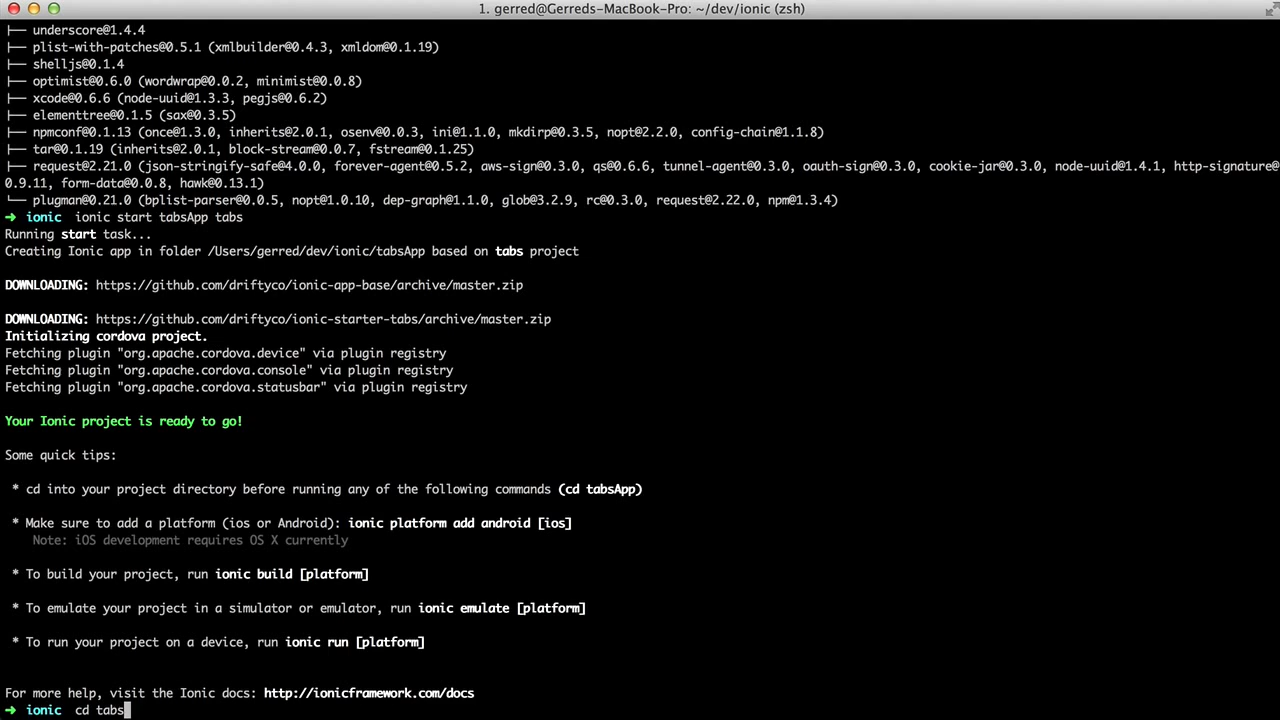 1. gerred@Gerreds-MacBook-Pro: ~/dev/ionic (zsh)
├── underscore@1.4.4
├── plist-with-patches@0.5.1 (xmlbuilder@0.4.3, xmldom@0.1.19)
├── shelljs@0.1.4
├── optimist@0.6.0 (wordwrap@0.0.2, minimist@0.0.8)
├── xcode@0.6.6 (node-uuid@1.3.3, pegjs@0.6.2)
├── elementtree@0.1.5 (sax@0.3.5)
├── npmconf@0.1.13 (once@1.3.0, inherits@2.0.1, osenv@0.0.3, ini@1.1.0, mkdirp@0.3.5, nopt@2.2.0, config-chain@1.1.8)
├── tar@0.1.19 (inherits@2.0.1, block-stream@0.0.7, fstream@0.1.25)
├── request@2.21.0 (json-stringify-safe@4.0.0, forever-agent@0.5.2, aws-sign@0.3.0, qs@0.6.6, tunnel-agent@0.3.0, oauth-sign@0.3.0, cookie-jar@0.3.0, node-uuid@1.4.1, http-signature@
0.9.11, form-data@0.0.8, hawk@0.13.1)
└── plugman@0.21.0 (bplist-parser@0.0.5, nopt@1.0.10, dep-graph@1.1.0, glob@3.2.9, rc@0.3.0, request@2.22.0, npm@1.3.4)
➜ ionic ionic start tabsApp tabs
Running start task...
Creating Ionic app in folder /Users/gerred/dev/ionic/tabsApp based on tabs project
DOWNLOADING: https://github.com/driftyco/ionic-app-base/archive/master.zip
DOWNLOADING: https://github.com/driftyco/ionic-starter-tabs/archive/master.zip
Initializing cordova project.
Fetching plugin "org.apache.cordova.device" via plugin registry
Fetching plugin "org.apache.cordova.console" via plugin registry
Fetching plugin "org.apache.cordova.statusbar" via plugin registry
Your Ionic project is ready to go!
Some quick tips:
* cd into your project directory before running any of the following commands (cd tabsApp)
* Make sure to add a platform (ios or Android): ionic platform add android [ios]
Note: iOS development requires OS X currently
* To build your project, run ionic build [platform]
* To emulate your project in a simulator or emulator, run ionic emulate [platform]
* To run your project on a device, run ionic run [platform]
For more help, visit the Ionic docs: http://ionicframework.com/docs
➜ ionic cd tabs